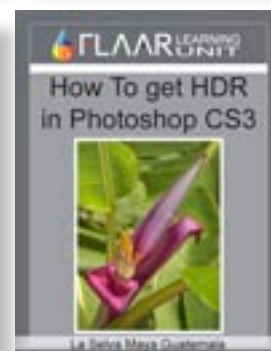 FLAAR LEARNING
UNIT
How To get HDR
in Photoshop CS3
La Selva Maya Guatemala